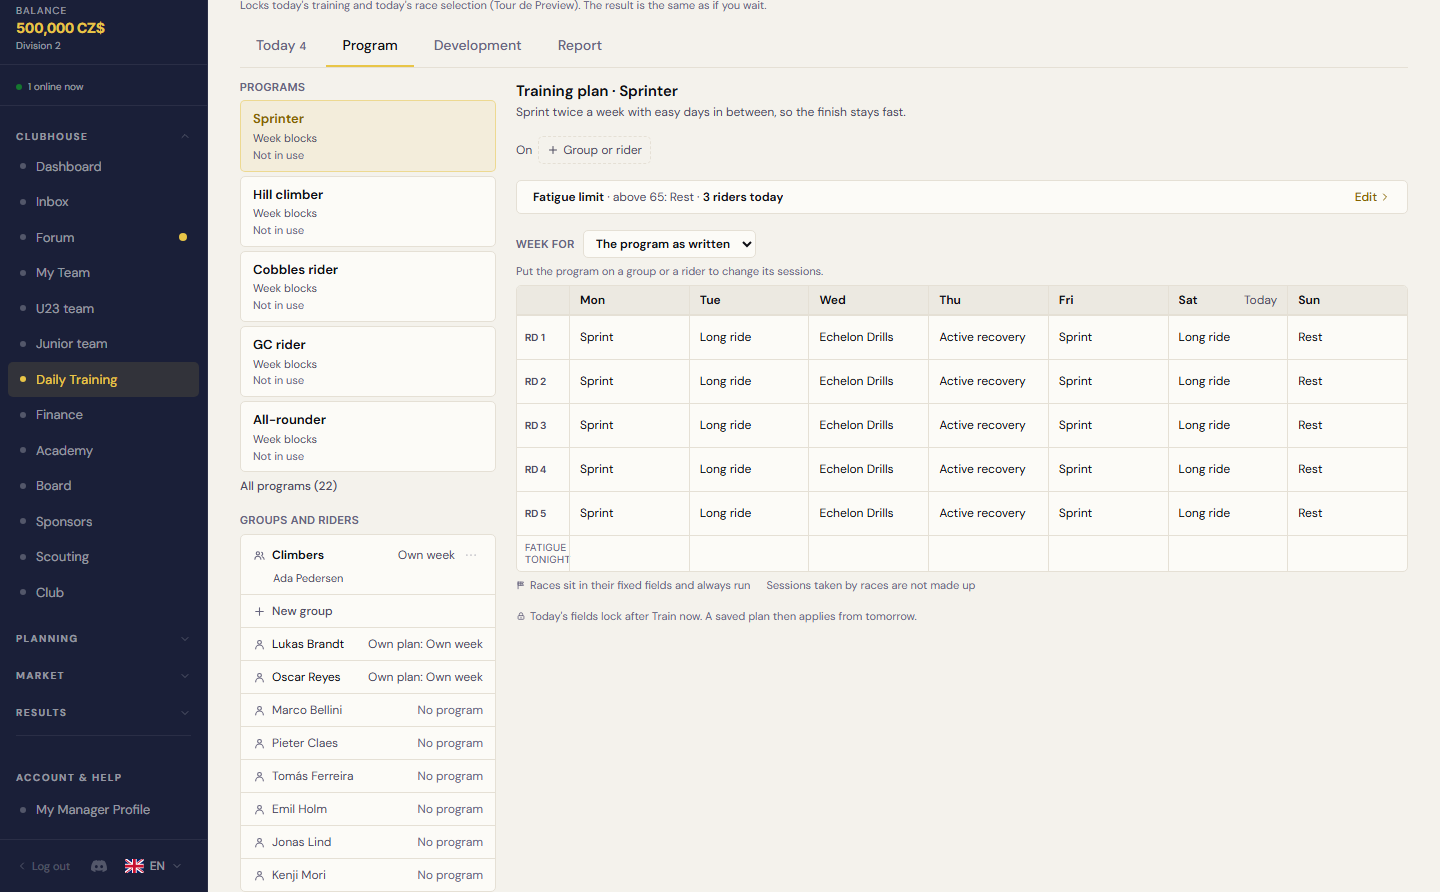 BALANCE
500,000 CZ$
Division 2
1 online now
CLUBHOUSE
Dashboard
Inbox
Forum
My Team
U23 team
Junior team
Daily Training
Finance
Academy
Board
Sponsors
Scouting
Club
PLANNING
MARKET
RESULTS
ACCOUNT & HELP
My Manager Profile
Log out
EN
Locks today's training and today's race selection (Tour de Preview). The result is the same as if you wait.
Today 4
Program
Development
Report
PROGRAMS
Sprinter
Week blocks
Not in use
Hill climber
Week blocks
Not in use
Cobbles rider
Week blocks
Not in use
GC rider
Week blocks
Not in use
All-rounder
Week blocks
Not in use
All programs (22)
GROUPS AND RIDERS
Climbers Own week ...
Ada Pedersen
+ New group
Lukas Brandt Own plan: Own week
Oscar Reyes Own plan: Own week
Marco Bellini No program
Pieter Claes No program
Tomás Ferreira No program
Emil Holm No program
Jonas Lind No program
Kenji Mori No program
Training plan · Sprinter
Sprint twice a week with easy days in between, so the finish stays fast.
On + Group or rider
Fatigue limit · above 65: Rest · 3 riders today Edit >
WEEK FOR The program as written
Put the program on a group or a rider to change its sessions.
Mon Tue Wed Thu Fri Sat Today Sun
RD 1 Sprint Long ride Echelon Drills Active recovery Sprint Long ride Rest
RD 2 Sprint Long ride Echelon Drills Active recovery Sprint Long ride Rest
RD 3 Sprint Long ride Echelon Drills Active recovery Sprint Long ride Rest
RD 4 Sprint Long ride Echelon Drills Active recovery Sprint Long ride Rest
RD 5 Sprint Long ride Echelon Drills Active recovery Sprint Long ride Rest
FATIGUE
TONIGHT
Races sit in their fixed fields and always run Sessions taken by races are not made up
Today's fields lock after Train now. A saved plan then applies from tomorrow.